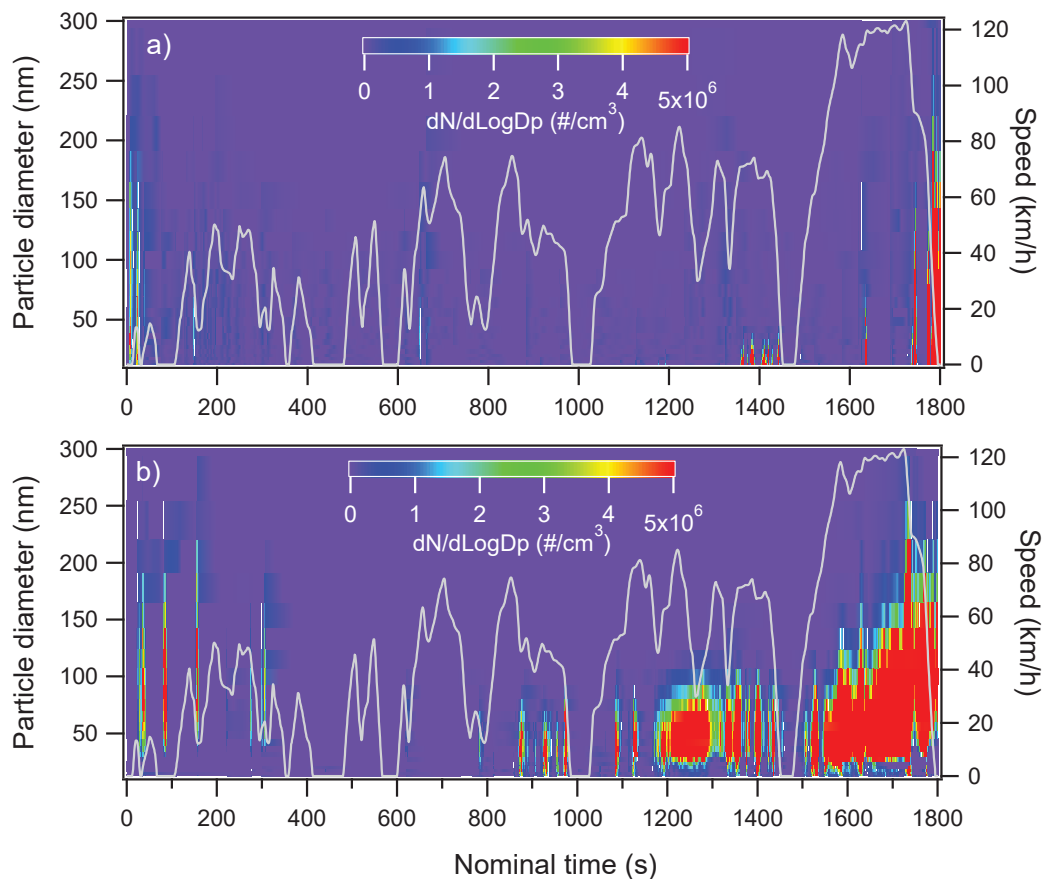 a)
300
250
200
150
100
50
Particle diameter (nm)
0 1 2 3 4 5x10^6
dN/dLogDp (#/cm^3)
120
100
80
60
40
20
0
Speed (km/h)
0 200 400 600 800 1000 1200 1400 1600 1800
b)
300
250
200
150
100
50
Particle diameter (nm)
0 1 2 3 4 5x10^6
dN/dLogDp (#/cm^3)
120
100
80
60
40
20
0
Speed (km/h)
0 200 400 600 800 1000 1200 1400 1600 1800
Nominal time (s)